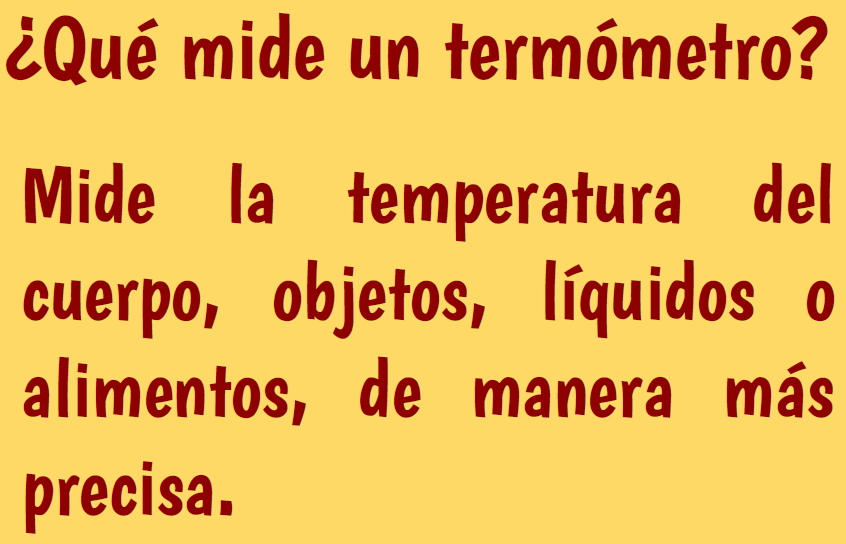 ¿Qué mide un termómetro?
Mide la temperatura del
cuerpo, objetos, líquidos o
alimentos, de manera más
precisa.